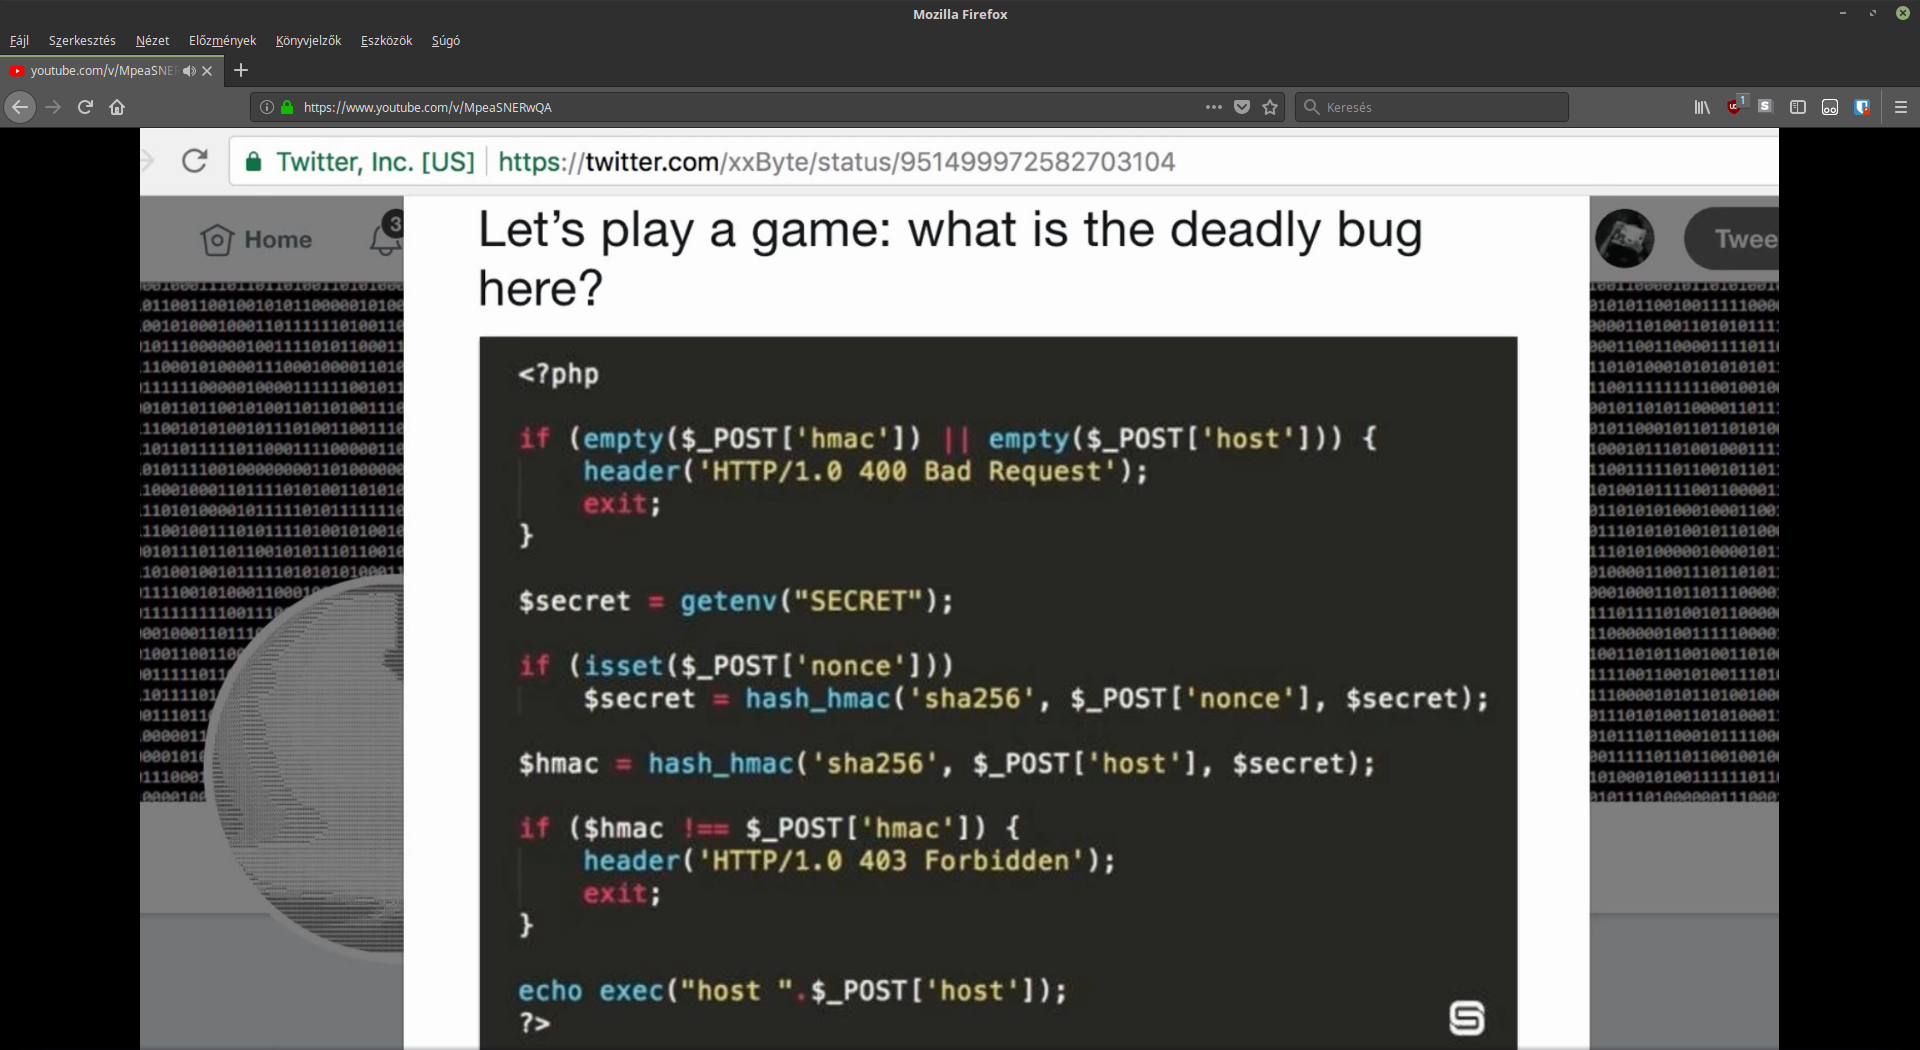 Mozilla Firefox
Fájl Szerkesztés Nézet Előzmények Könyvjelzők Eszközök Súgó
youtube.com/v/MpeaSNER
https://www.youtube.com/v/MpeaSNERwQA
Keresés
1
Twitter, Inc. [US] https://twitter.com/xxByte/status/951499972582703104
Home
3
Twee
Let’s play a game: what is the deadly bug
here?
<?php
if (empty($_POST['hmac']) || empty($_POST['host'])) {
header('HTTP/1.0 400 Bad Request');
exit;
}
$secret = getenv("SECRET");
if (isset($_POST['nonce']))
$secret = hash_hmac('sha256', $_POST['nonce'], $secret);
$hmac = hash_hmac('sha256', $_POST['host'], $secret);
if ($hmac !== $_POST['hmac']) {
header('HTTP/1.0 403 Forbidden');
exit;
}
echo exec("host ".$_POST['host']);
?>